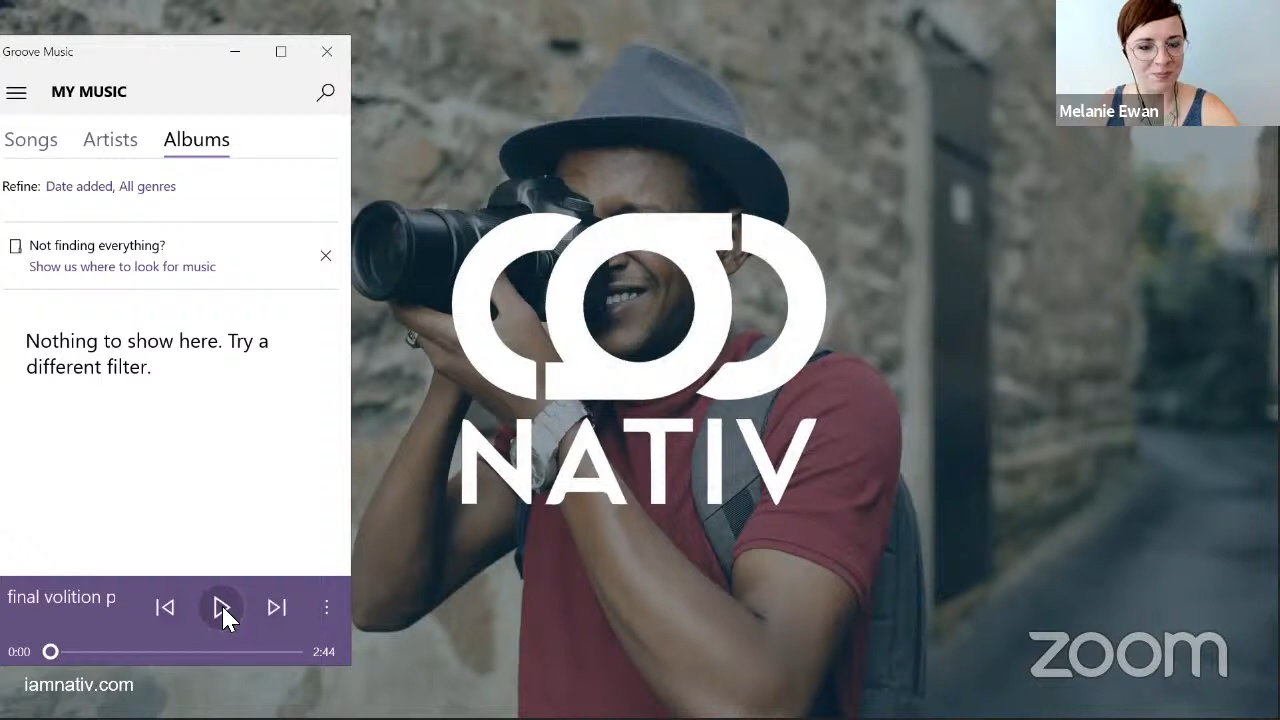 Groove Music
MY MUSIC
Songs Artists Albums
Refine: Date added, All genres
Not finding everything?
Show us where to look for music
Nothing to show here. Try a
different filter.
final volition p
0:00 2:44
iamnativ.com
NATIV
Melanie Ewan
zoom